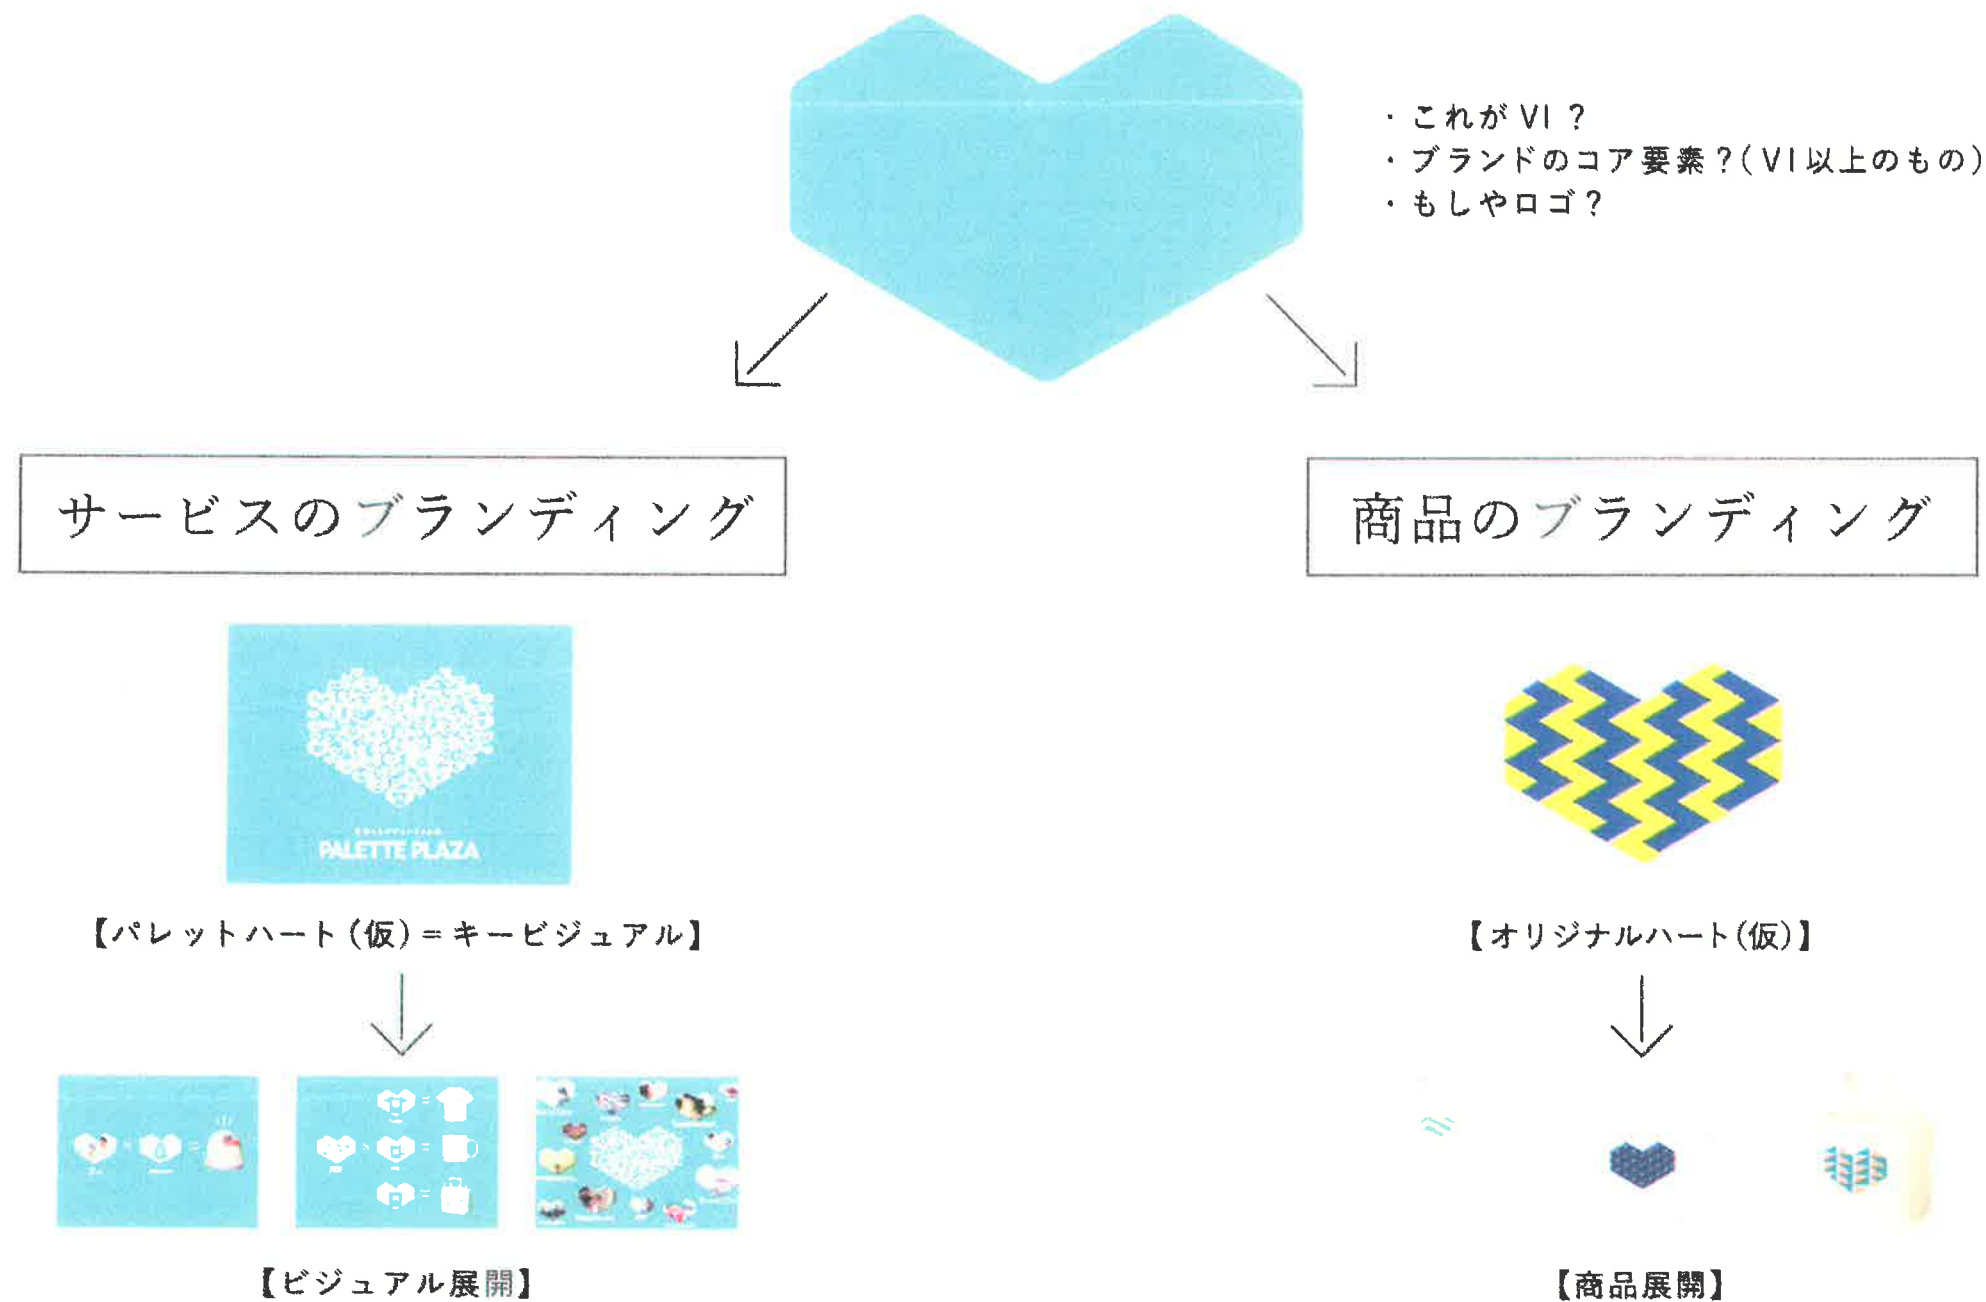 ・これがVI？
・ブランドのコア要素？(VI以上のもの)
・もしやロゴ？
サービスのブランディング
商品のブランディング
PALETTE PLAZA
【パレットハート(仮)=キービジュアル】
【オリジナルハート(仮)】
【ビジュアル展開】
【商品展開】